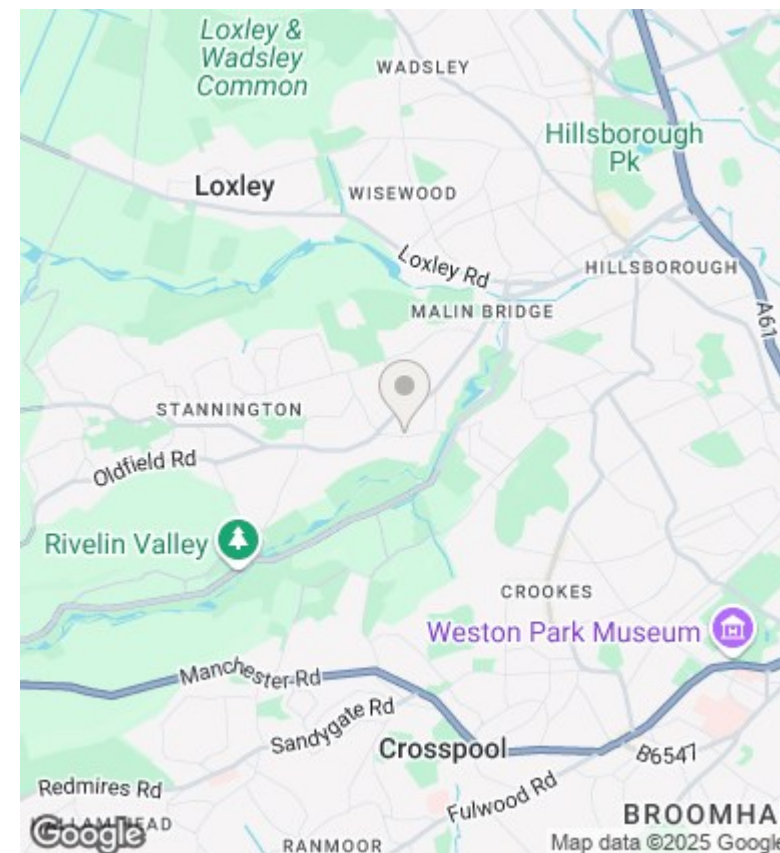 Loxley &
Wadsley
Common
WADSLEY
Hillsborough
Pk
Loxley
WISEWOOD
Loxley Rd
HILLSBOROUGH
MALIN BRIDGE
A61
STANNINGTON
Oldfield Rd
Rivelin Valley
CROOKES
Weston Park Museum
Manchester Rd
Sandygate Rd
Crosspool
B6547
Redmires Rd
Fulwood Rd
BROOMHA
Google
EAD
RANMOOR
Map data ©2025 Google